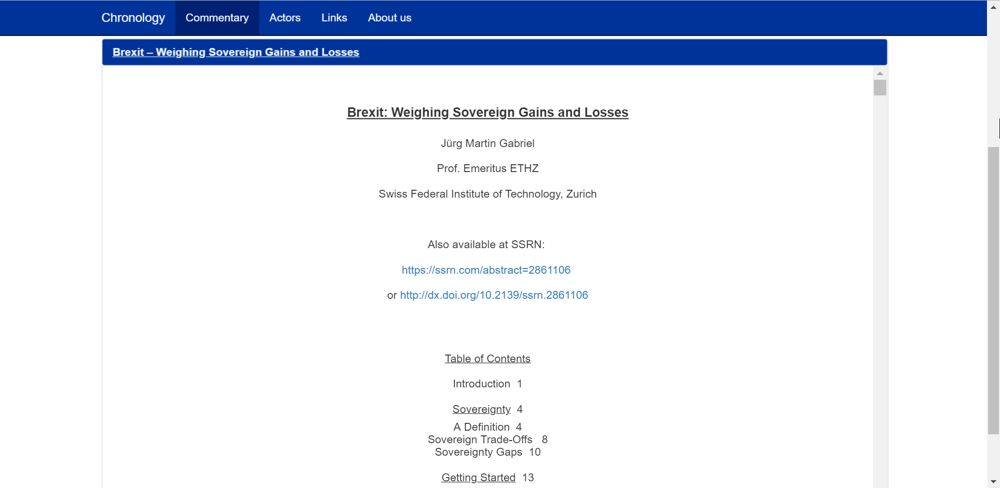 Chronology Commentary Actors Links About us
Brexit – Weighing Sovereign Gains and Losses
Brexit: Weighing Sovereign Gains and Losses
Jürg Martin Gabriel
Prof. Emeritus ETHZ
Swiss Federal Institute of Technology, Zurich
Also available at SSRN:
https://ssrn.com/abstract=2861106
or http://dx.doi.org/10.2139/ssrn.2861106
Table of Contents
Introduction 1
Sovereignty 4
A Definition 4
Sovereign Trade-Offs 8
Sovereignty Gaps 10
Getting Started 13